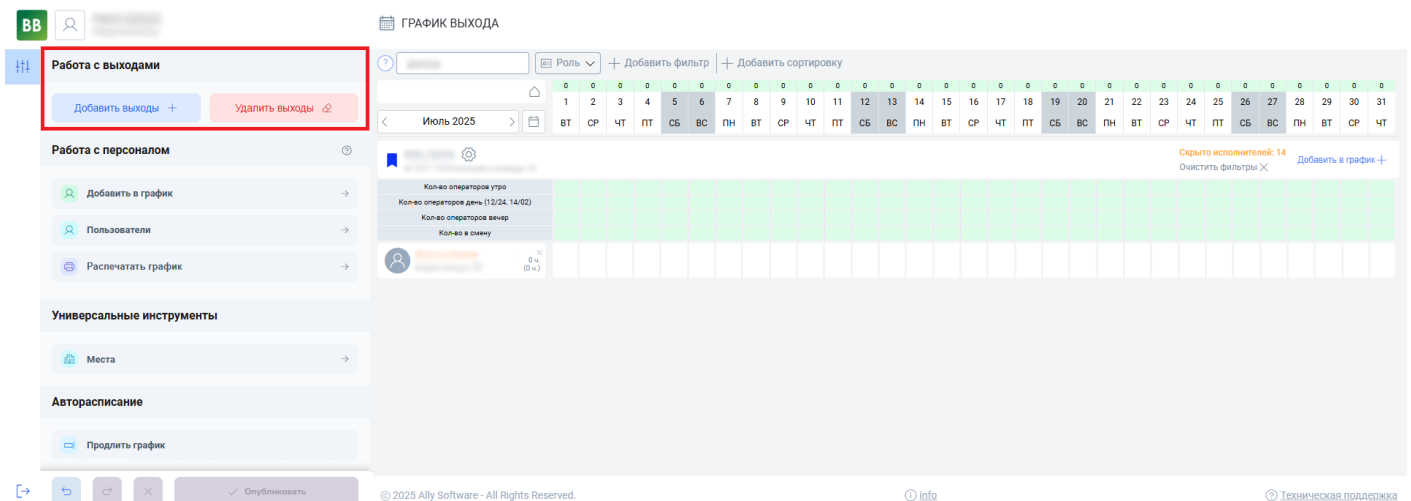 BB
ГРАФИК ВЫХОДА
Работа с выходами
Добавить выходы
Удалить выходы
Работа с персоналом
Добавить в график
Пользователи
Распечатать график
Универсальные инструменты
Места
Авторасписание
Продлить график
Опубликовать
Роль
Добавить фильтр
Добавить сортировку
0 0 0 0 0 0 0 0 0 0 0 0 0 0 0 0 0 0 0 0 0 0 0 0 0 0 0 0 0 0 0
1 2 3 4 5 6 7 8 9 10 11 12 13 14 15 16 17 18 19 20 21 22 23 24 25 26 27 28 29 30 31
Июль 2025
ВТ СР ЧТ ПТ СБ ВС ПН ВТ СР ЧТ ПТ СБ ВС ПН ВТ СР ЧТ ПТ СБ ВС ПН ВТ СР ЧТ ПТ СБ ВС ПН ВТ СР ЧТ
Скрыто исполнителей: 14
Очистить фильтры
Добавить в график
Кол-во операторов утро
Кол-во операторов день (12/24, 14/02)
Кол-во операторов вечер
Кол-во в смену
0 ч.
(0 ч.)
© 2025 Ally Software - All Rights Reserved.
info
Техническая поддержка